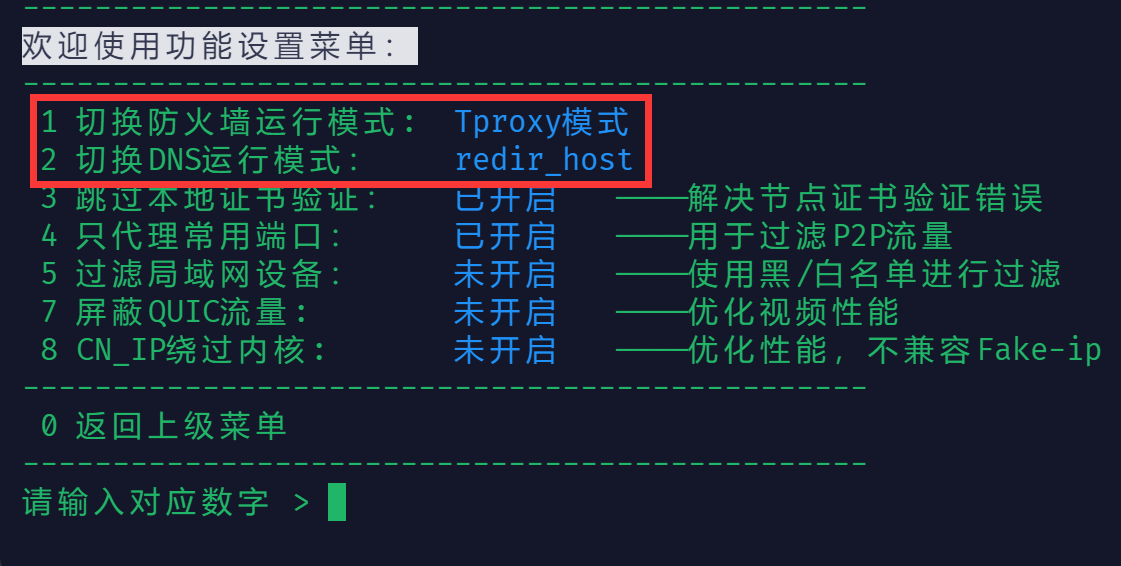 ---------------------------------------------
欢迎使用功能设置菜单：
---------------------------------------------
1 切换防火墙运行模式: Tproxy模式
2 切换DNS运行模式： redir_host
3 跳过本地证书验证： 已开启 ————解决节点证书验证错误
4 只代理常用端口： 已开启 ————用于过滤P2P流量
5 过滤局域网设备： 未开启 ————使用黑/白名单进行过滤
7 屏蔽QUIC流量: 未开启 ————优化视频性能
8 CN_IP绕过内核: 未开启 ————优化性能，不兼容Fake-ip
---------------------------------------------
0 返回上级菜单
---------------------------------------------
请输入对应数字 >